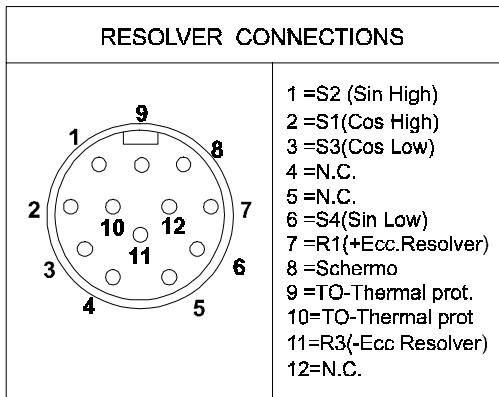 RESOLVER CONNECTIONS
9
1
8
2
10
12
7
11
3
6
4
5
1 =S2 (Sin High)
2 =S1(Cos High)
3 =S3(Cos Low)
4 =N.C.
5 =N.C.
6 =S4(Sin Low)
7 =R1(+Ecc.Resolver)
8 =Schermo
9 =TO-Thermal prot.
10=TO-Thermal prot
11=R3(-Ecc Resolver)
12=N.C.